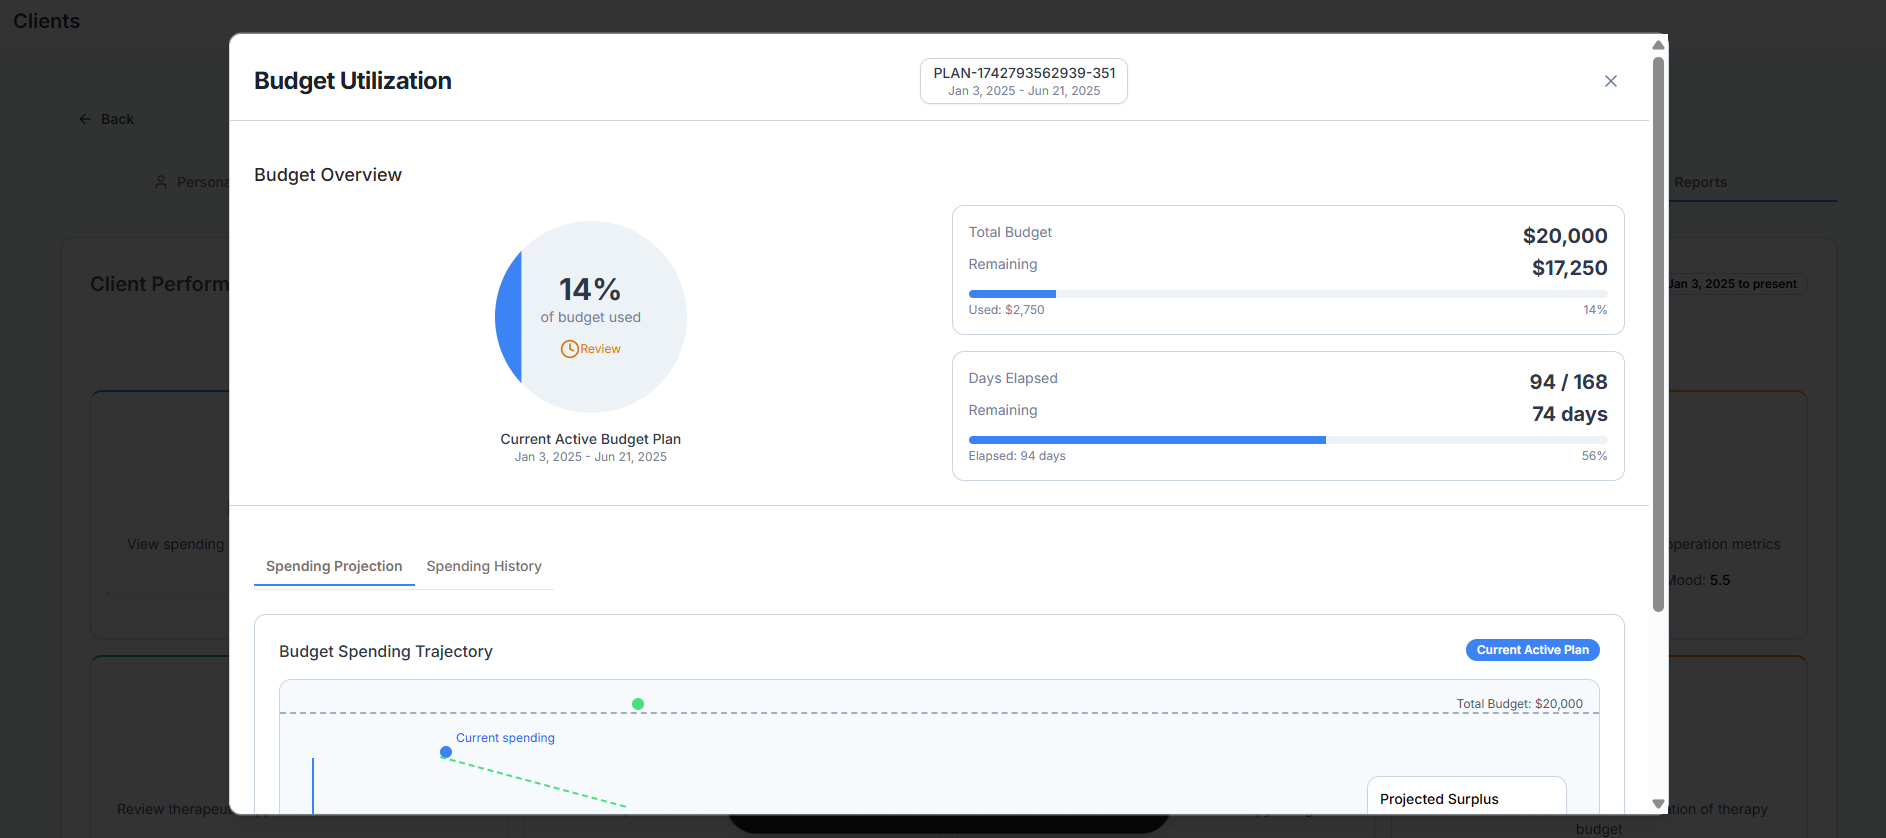 Clients
Budget Utilization
PLAN-1742793562939-351
Jan 3, 2025 - Jun 21, 2025
Back
Persona
Reports
Budget Overview
14%
of budget used
Review
Current Active Budget Plan
Jan 3, 2025 - Jun 21, 2025
Total Budget
$20,000
Remaining
$17,250
Used: $2,750
14%
Days Elapsed
94 / 168
Remaining
74 days
Elapsed: 94 days
56%
Client Perform
Jan 3, 2025 to present
View spending
operation metrics
Mood: 5.5
Spending Projection
Spending History
Budget Spending Trajectory
Current Active Plan
Total Budget: $20,000
Current spending
Projected Surplus
Review therapeu
tion of therapy
budget